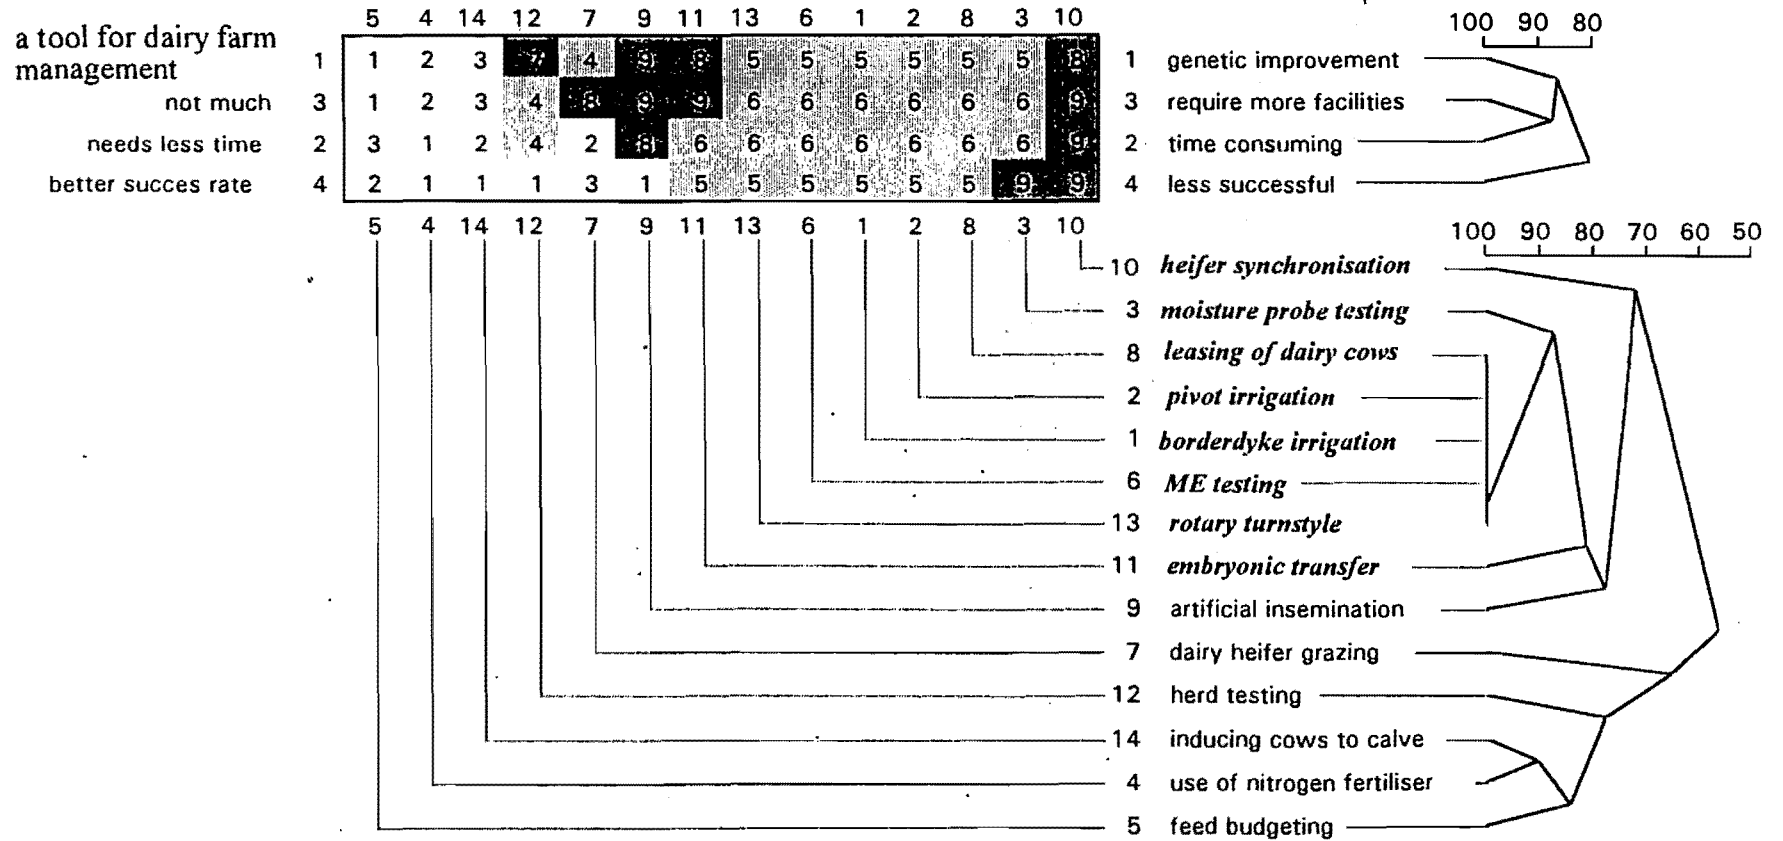 5 4 14 12 7 9 11 13 6 1 2 8 3 10 100 90 80
a tool for dairy farm
management
1 1 2 3 7 4 9 8 5 5 5 5 5 5 8 1 genetic improvement
not much 3 1 2 3 4 8 9 9 6 6 6 6 6 6 9 3 require more facilities
needs less time 2 3 1 2 4 2 8 6 6 6 6 6 6 6 9 2 time consuming
better succes rate 4 2 1 1 1 3 1 5 5 5 5 5 5 9 9 4 less successful
5 4 14 12 7 9 11 13 6 1 2 8 3 10 100 90 80 70 60 50
10 heifer synchronisation
3 moisture probe testing
8 leasing of dairy cows
2 pivot irrigation
1 borderdyke irrigation
6 ME testing
13 rotary turnstyle
11 embryonic transfer
9 artificial insemination
7 dairy heifer grazing
12 herd testing
14 inducing cows to calve
4 use of nitrogen fertiliser
5 feed budgeting